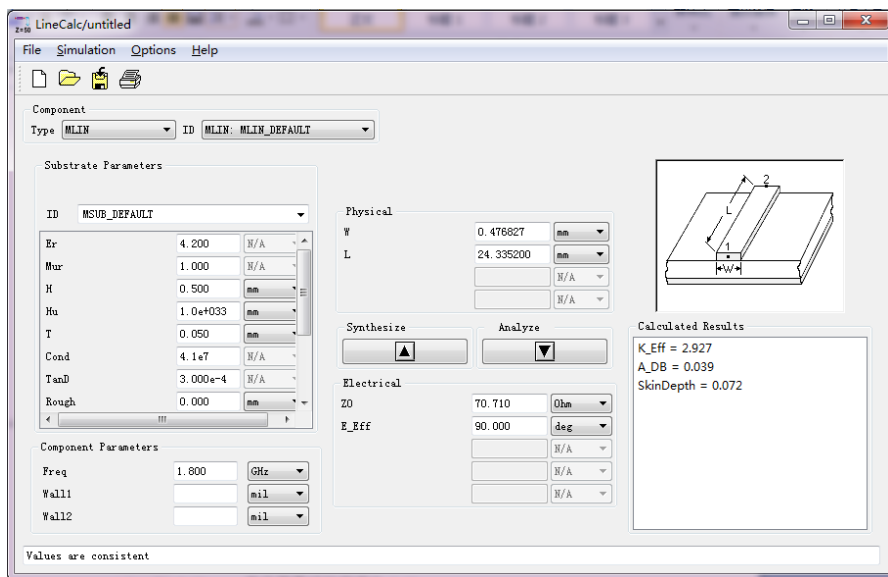 LineCalc/untitled
File Simulation Options Help
Component
Type MLIN ID MLIN: MLIN_DEFAULT
Substrate Parameters
ID MSUB_DEFAULT
Er 4.200 N/A
Mur 1.000 N/A
H 0.500 mm
Hu 1.0e+033 mm
T 0.050 mm
Cond 4.1e7 N/A
TanD 3.000e-4 N/A
Rough 0.000 mm
Component Parameters
Freq 1.800 GHz
Wall1 mil
Wall2 mil
Physical
W 0.476827 mm
L 24.335200 mm
N/A
N/A
Synthesize Analyze
Electrical
Z0 70.710 Ohm
E_Eff 90.000 deg
N/A
N/A
N/A
2
L
1
W
Calculated Results
K_Eff = 2.927
A_DB = 0.039
SkinDepth = 0.072
Values are consistent